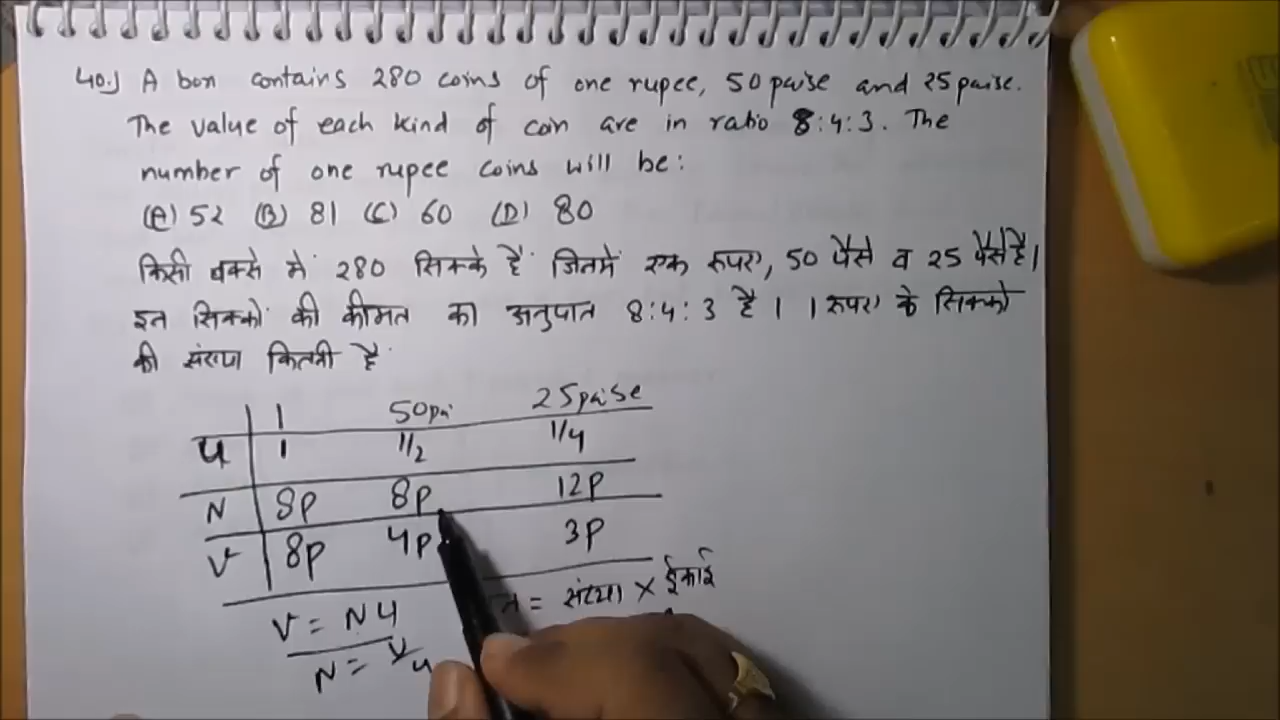 40.) A box contains 280 coins of one rupee, 50 paise and 25 paise.
The value of each kind of coin are in ratio 8:4:3. The
number of one rupee coins will be:
(A) 52 (B) 81 (C) 60 (D) 80
किसी बक्से मे 280 सिक्के हैं जिनमें एक रूपए, 50 पैसे व 25 पैसे है।
इन सिक्कों की कीमत का अनुपात 8:4:3 है। 1 रूपए के सिक्को
की संख्या कितनी है
1 50pai 25paise
u 1 1/2 1/4
N 8p 8p 12p
V 8p 4p 3p
V = Nu = संख्या × ईकाई
N = V/u